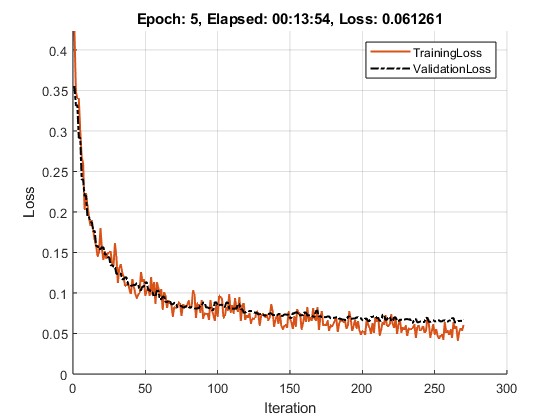 Epoch: 5, Elapsed: 00:13:54, Loss: 0.061261
TrainingLoss
ValidationLoss
0.4
0.35
0.3
0.25
0.2
0.15
0.1
0.05
0
Loss
0 50 100 150 200 250 300
Iteration